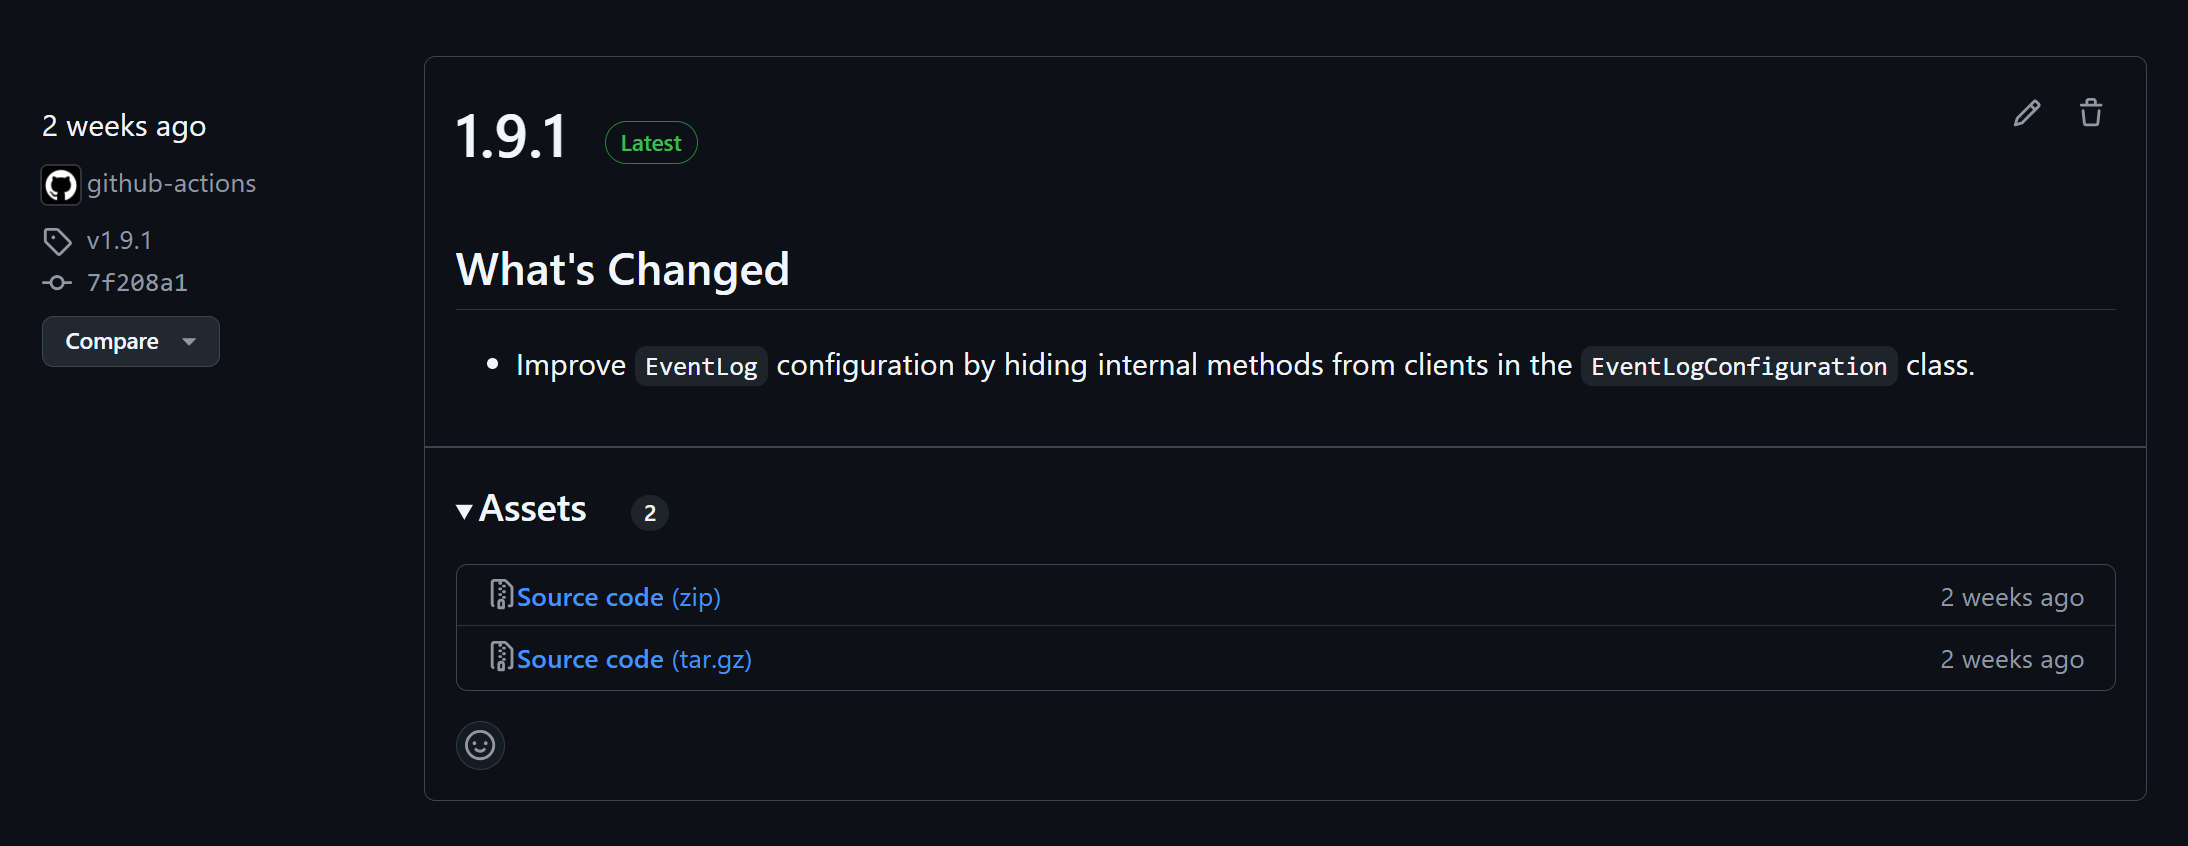 2 weeks ago
github-actions
v1.9.1
7f208a1
Compare
1.9.1 Latest
What's Changed
Improve EventLog configuration by hiding internal methods from clients in the EventLogConfiguration class.
Assets 2
Source code (zip) 2 weeks ago
Source code (tar.gz) 2 weeks ago